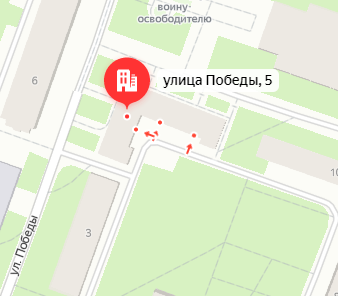 воину-
освободителю
улица Победы, 5
6
10
3
ул. Победы